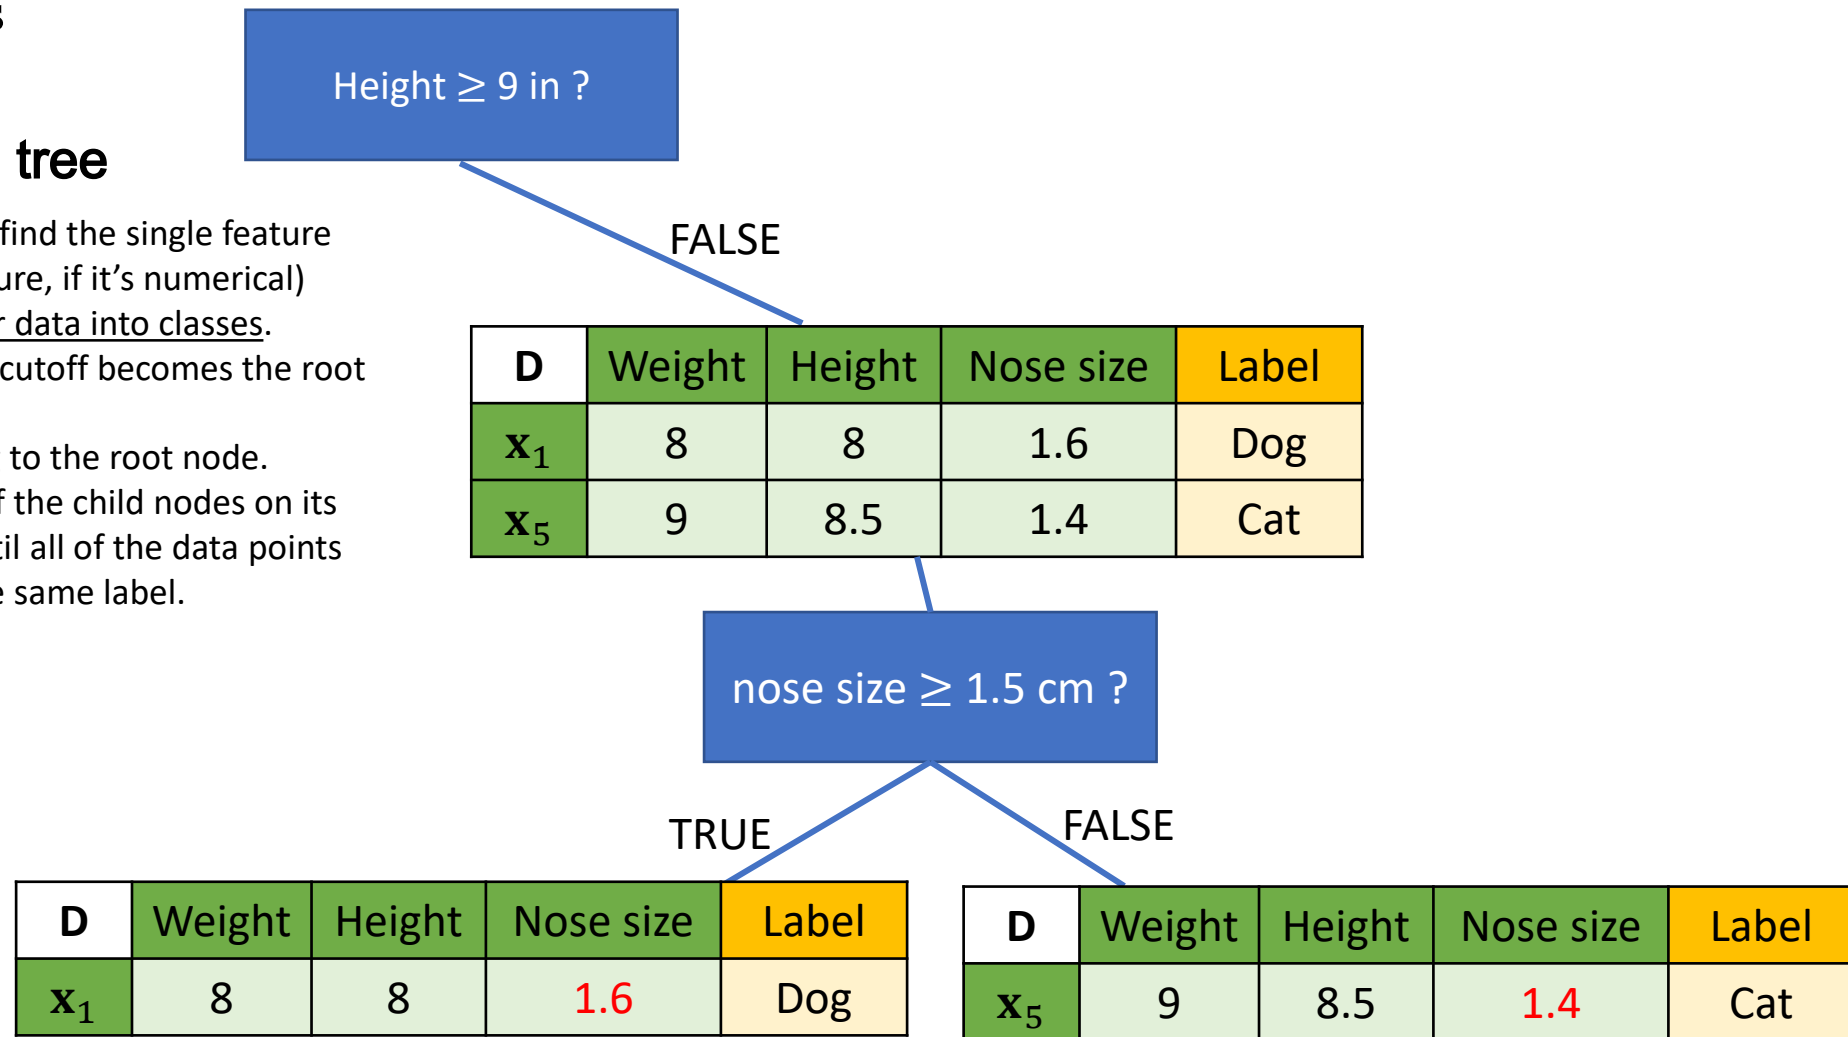 s
Height ≥ 9 in ?
tree
FALSE
find the single feature
ure, if it's numerical)
r data into classes.
cutoff becomes the root
to the root node.
f the child nodes on its
til all of the data points
e same label.
D Weight Height Nose size Label
x₁ 8 8 1.6 Dog
x₅ 9 8.5 1.4 Cat
nose size ≥ 1.5 cm ?
TRUE
FALSE
D Weight Height Nose size Label
x₁ 8 8 1.6 Dog
D Weight Height Nose size Label
x₅ 9 8.5 1.4 Cat